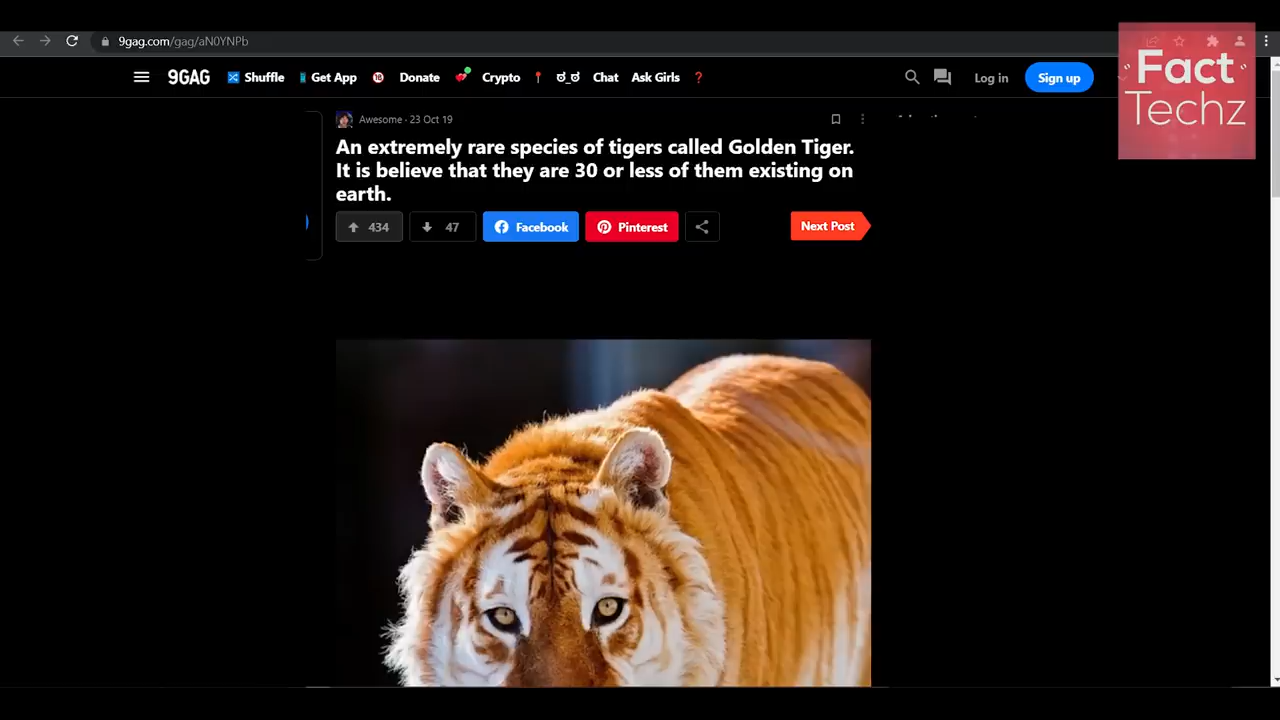 9gag.com/gag/aN0YNPb
9GAG Shuffle Get App Donate Crypto Chat Ask Girls Log in Sign up
Fact
Techz
Awesome · 23 Oct 19
An extremely rare species of tigers called Golden Tiger.
It is believe that they are 30 or less of them existing on
earth.
434 47 Facebook Pinterest Next Post